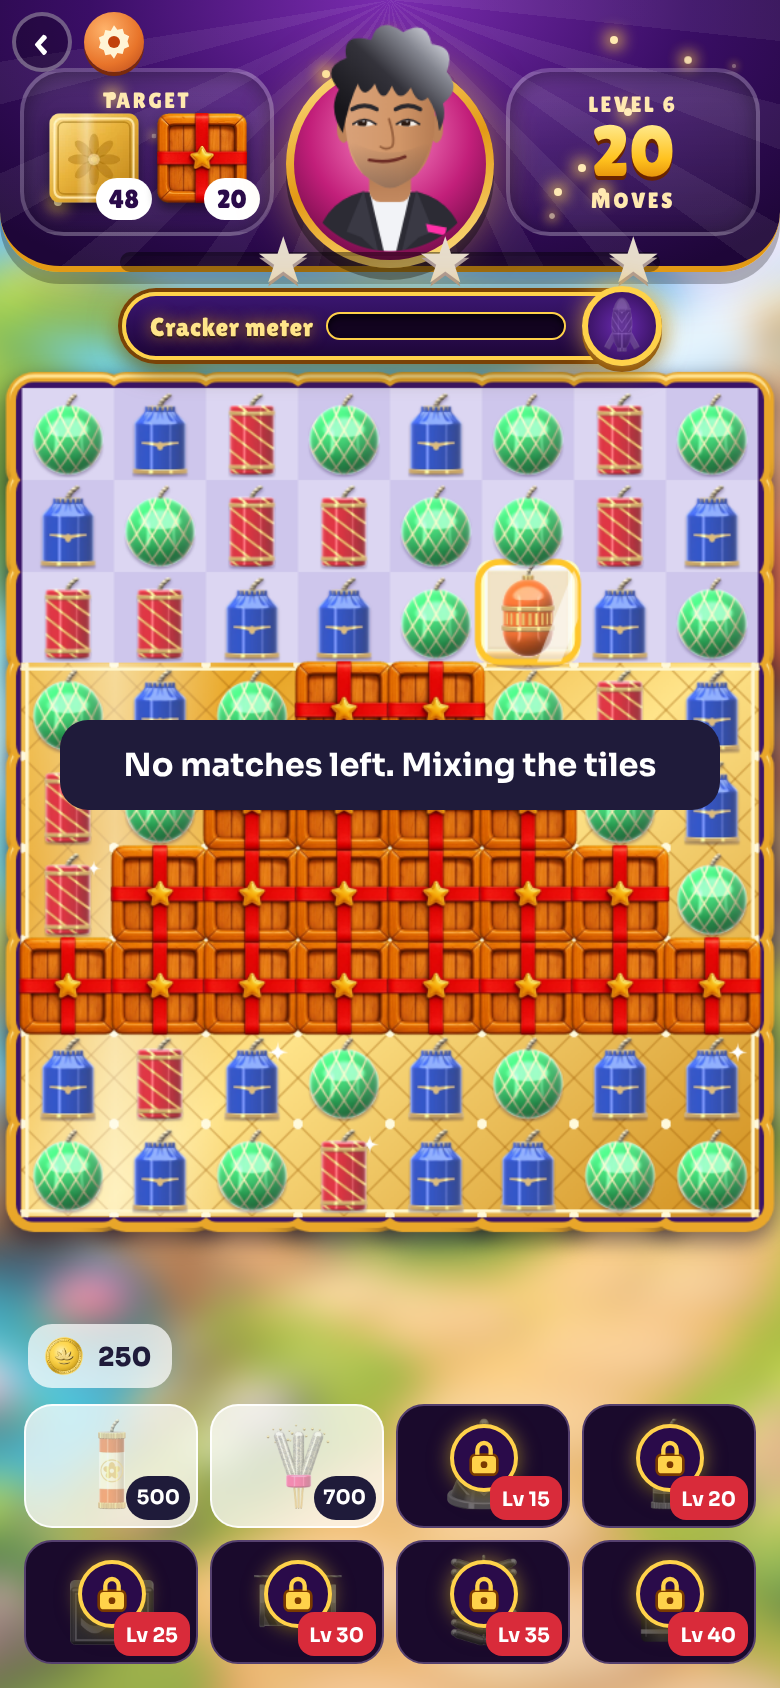 TARGET
48
20
LEVEL 6
20
MOVES
Cracker meter
No matches left. Mixing the tiles
250
500
700
Lv 15
Lv 20
Lv 25
Lv 30
Lv 35
Lv 40